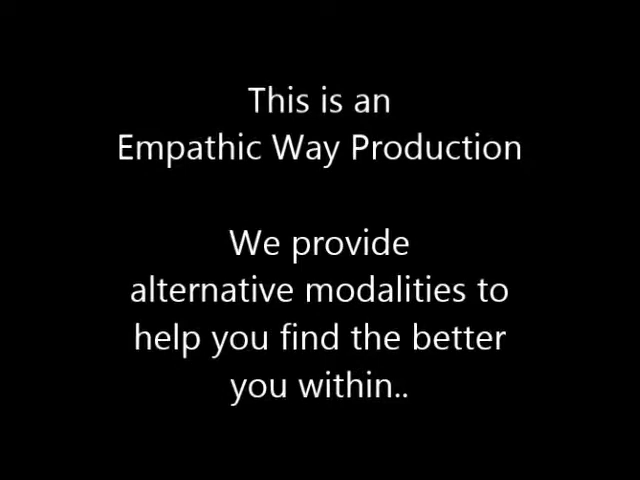 This is an
Empathic Way Production
We provide
alternative modalities to
help you find the better
you within..